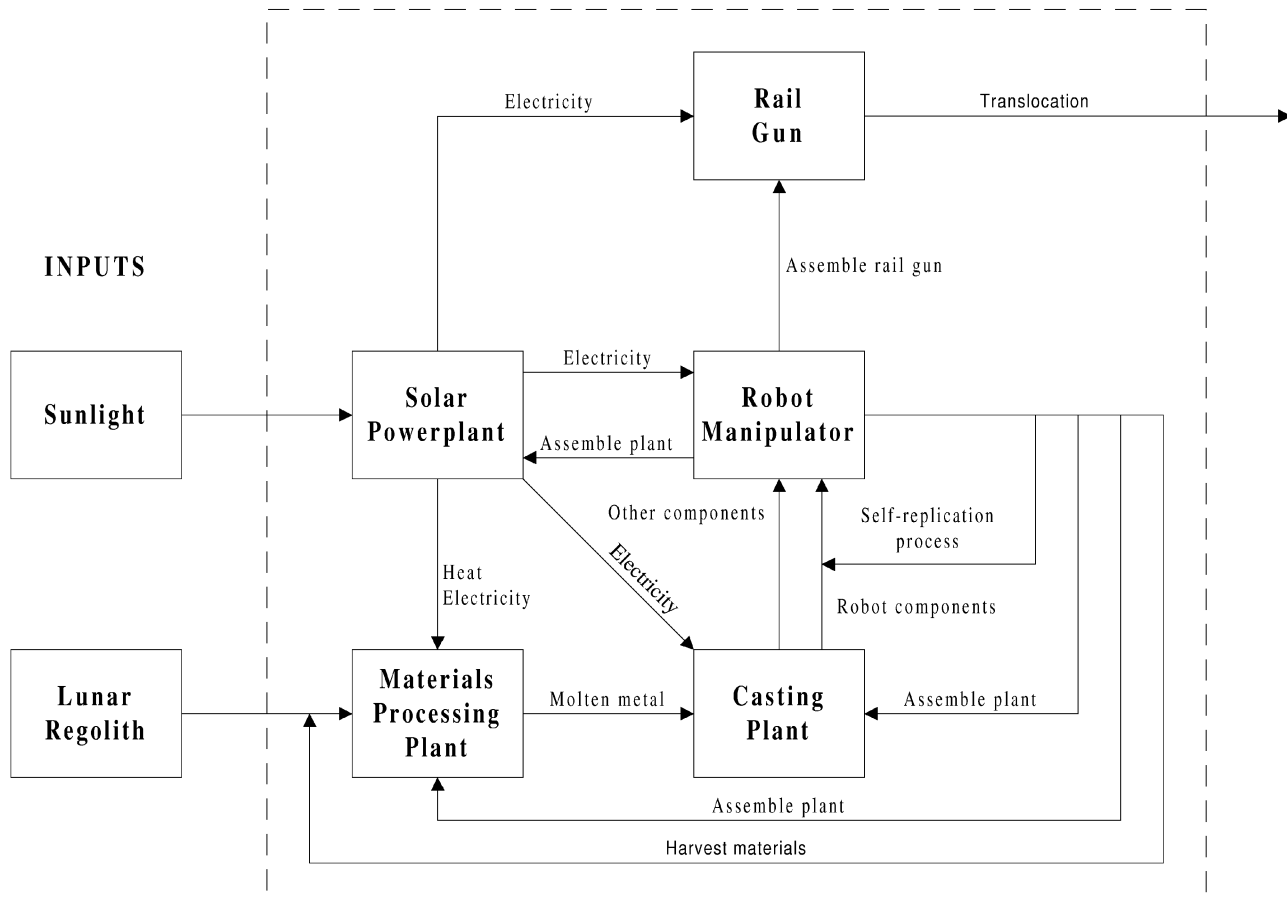 Rail
Gun
Electricity
Translocation
INPUTS
Assemble rail gun
Sunlight
Solar
Powerplant
Electricity
Assemble plant
Robot
Manipulator
Other components
Self-replication
process
Electricity
Heat
Electricity
Robot components
Lunar
Regolith
Materials
Processing
Plant
Molten metal
Casting
Plant
Assemble plant
Assemble plant
Harvest materials